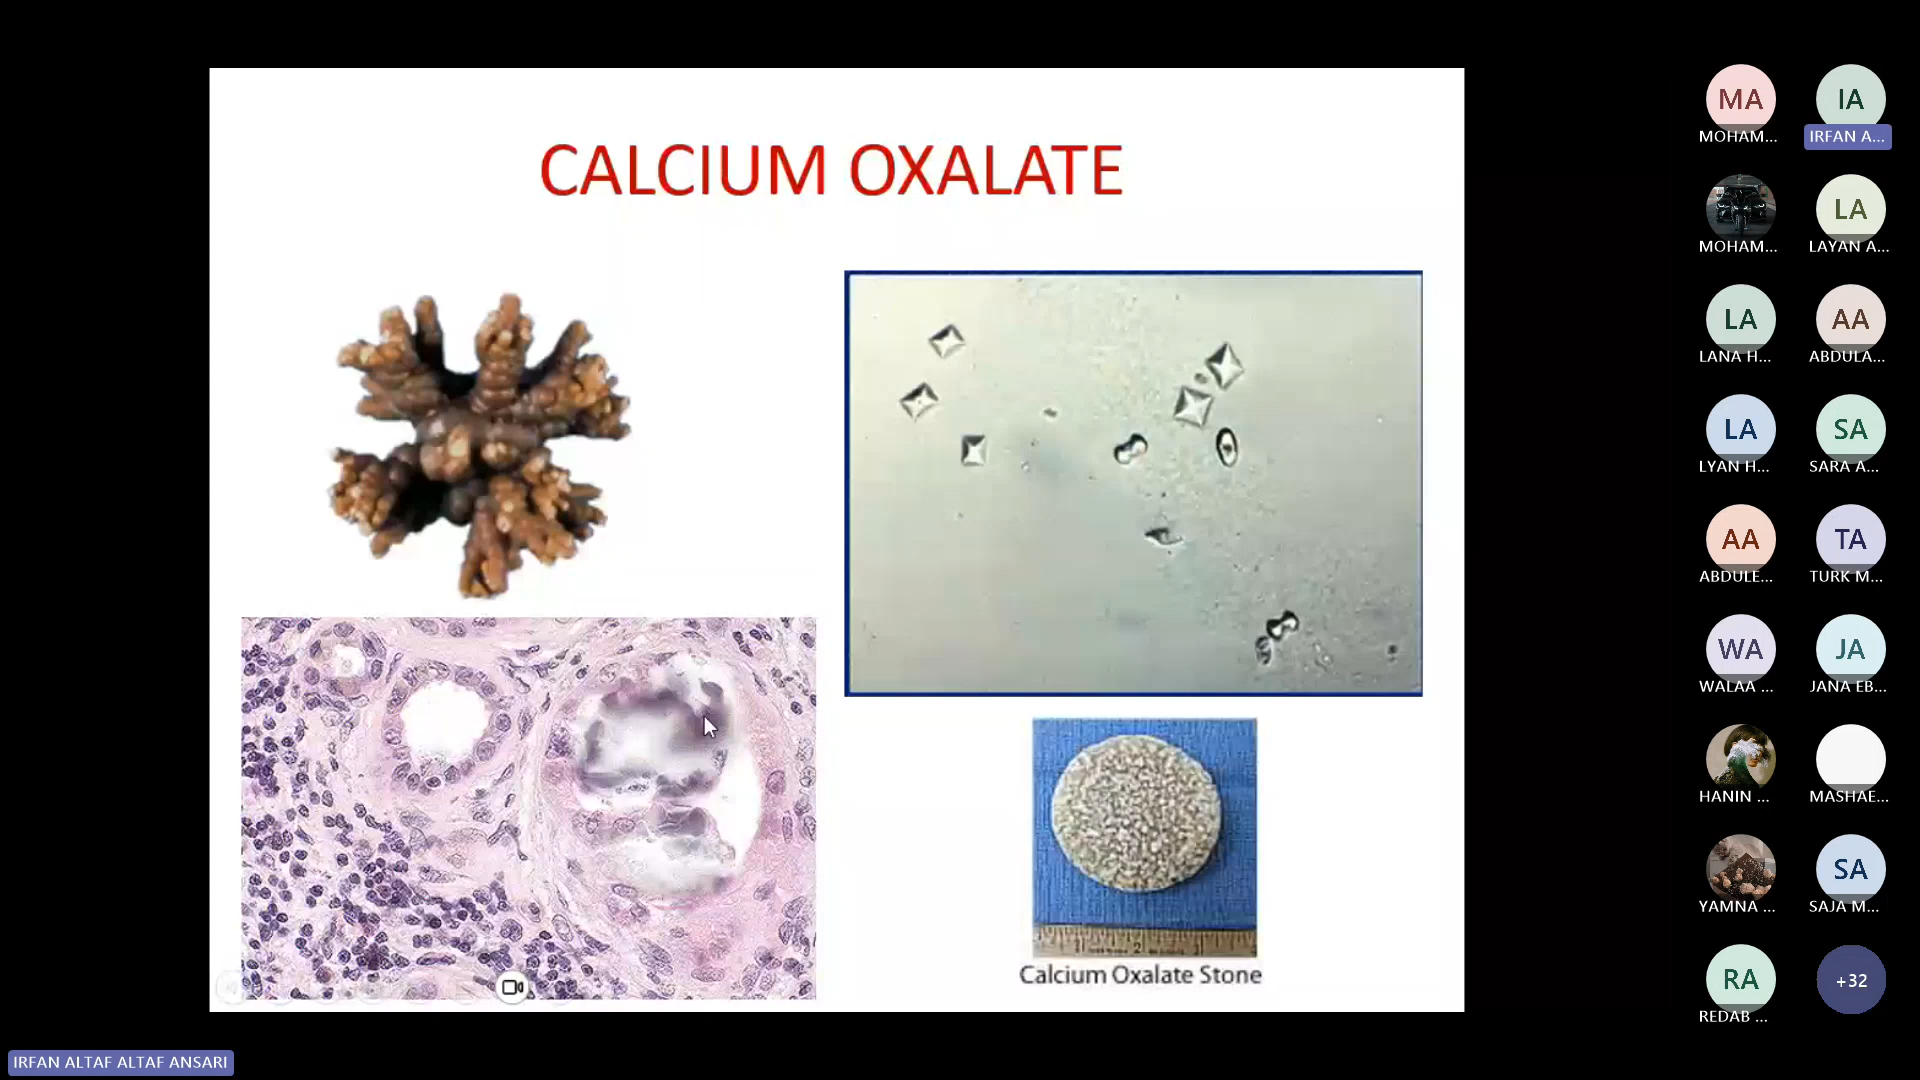 CALCIUM OXALATE
2
Calcium Oxalate Stone
MA
MOHAM...
IA
IRFAN A...
MOHAM...
LA
LAYAN A...
LA
LANA H...
AA
ABDULA...
LA
LYAN H...
SA
SARA A...
AA
ABDULE...
TA
TURK M...
WA
WALAA ...
JA
JANA EB...
HANIN ...
MASHAE...
YAMNA ...
SA
SAJA M...
RA
REDAB ...
+32
IRFAN ALTAF ALTAF ANSARI